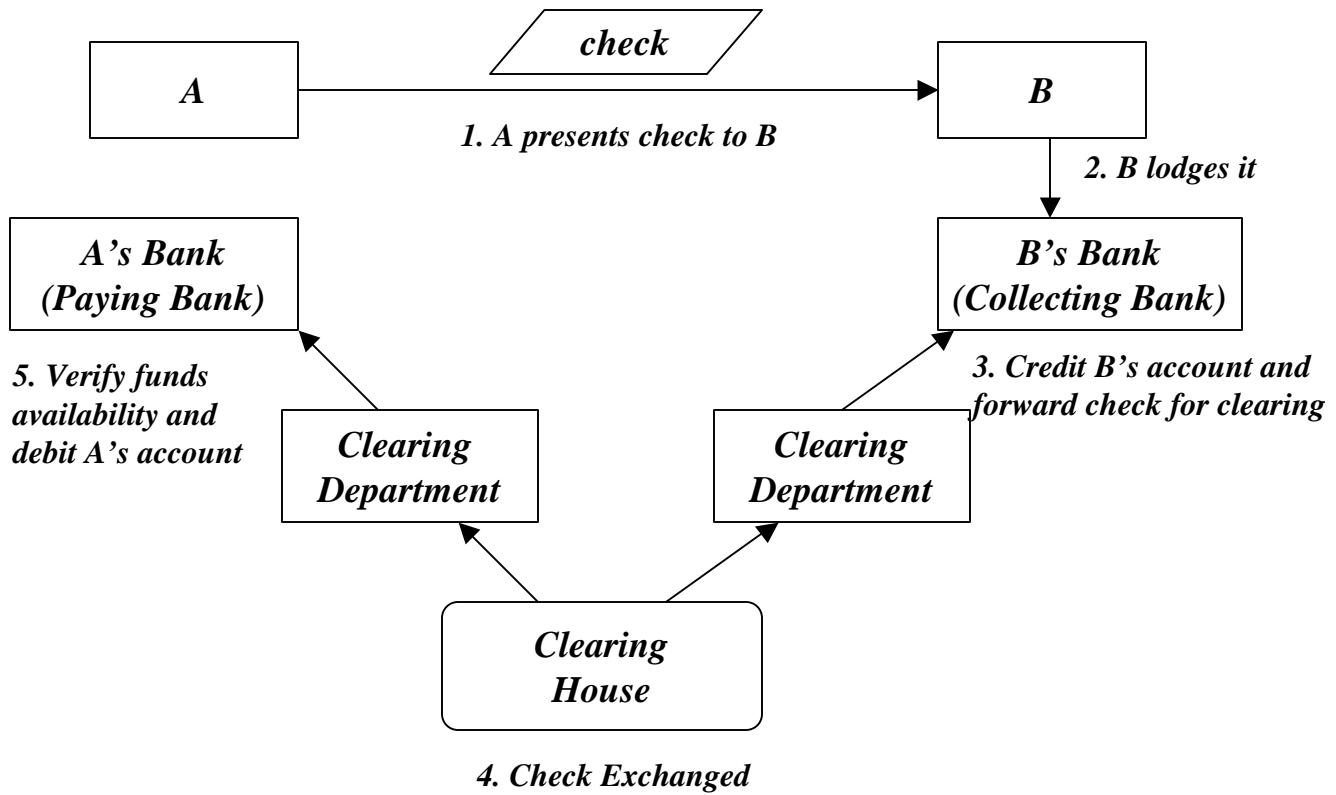 check
A
B
1. A presents check to B
2. B lodges it
A's Bank
(Paying Bank)
B's Bank
(Collecting Bank)
3. Credit B's account and
forward check for clearing
5. Verify funds
availability and
debit A's account
Clearing
Department
Clearing
Department
Clearing
House
4. Check Exchanged